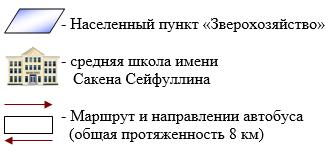 - Населенный пункт «Зверохозяйство»
- средняя школа имени
Сакена Сейфуллина
- Маршрут и направлении автобуса
(общая протяженность 8 км)